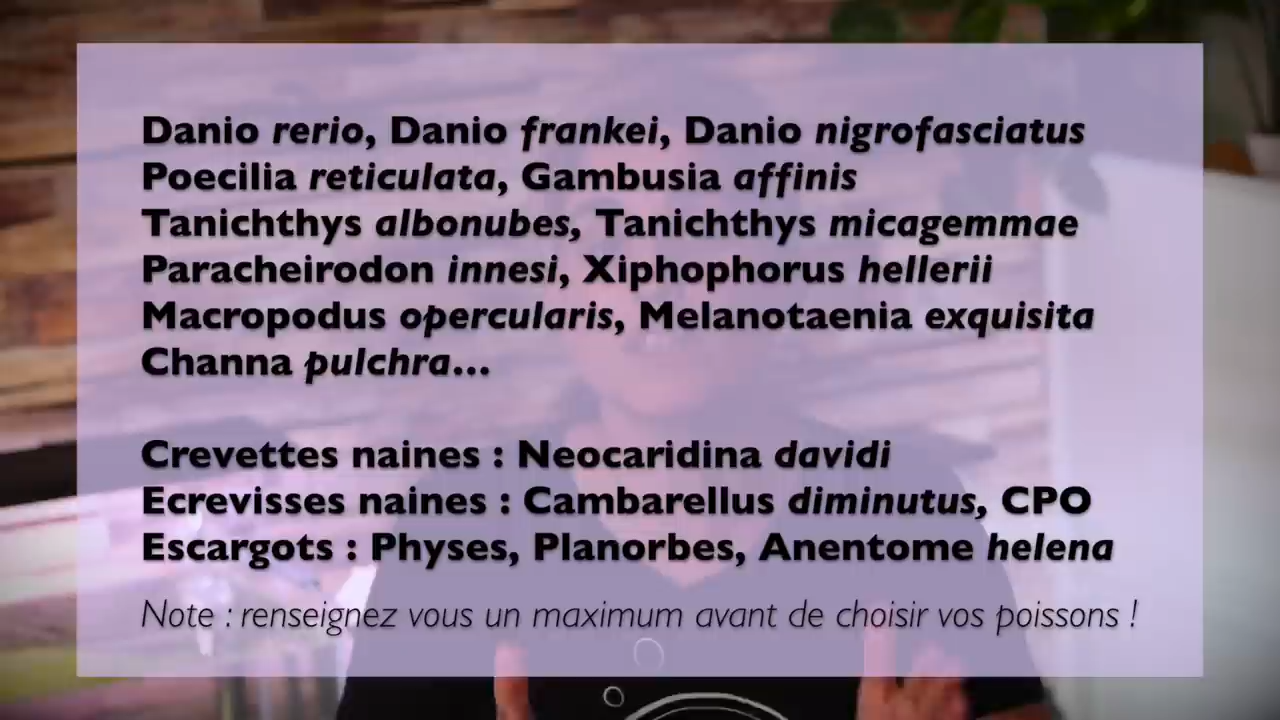 Danio rerio, Danio frankei, Danio nigrofasciatus
Poecilia reticulata, Gambusia affinis
Tanichthys albonubes, Tanichthys micagemmae
Paracheirodon innesi, Xiphophorus hellerii
Macropodus opercularis, Melanotaenia exquisita
Channa pulchra...
Crevettes naines : Neocaridina davidi
Ecrevisses naines : Cambarellus diminutus, CPO
Escargots : Physes, Planorbes, Anentome helena
Note : renseignez vous un maximum avant de choisir vos poissons !